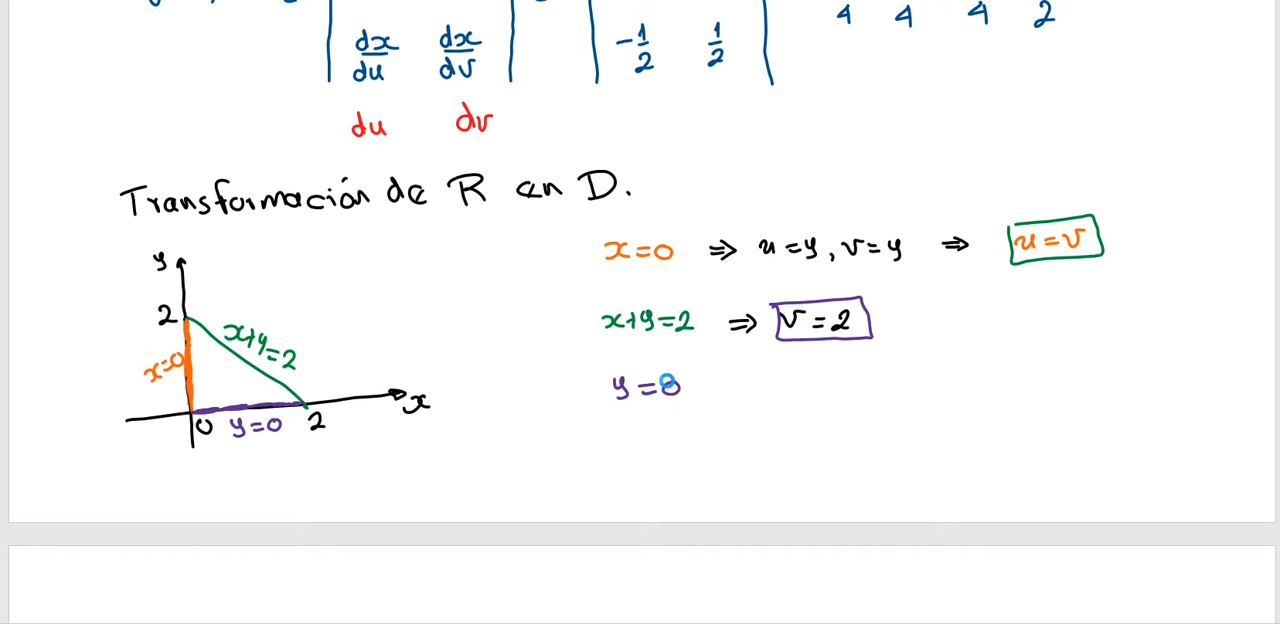 dx/du dx/dv
-1/2 1/2
4 4 4 2
du dv
Transformación de R en D.
x=0 ⇒ u=y, v=y ⇒ u=v
x+y=2 ⇒ v=2
y=0
y
2
x+y=2
x=0
x
0 y=0 2